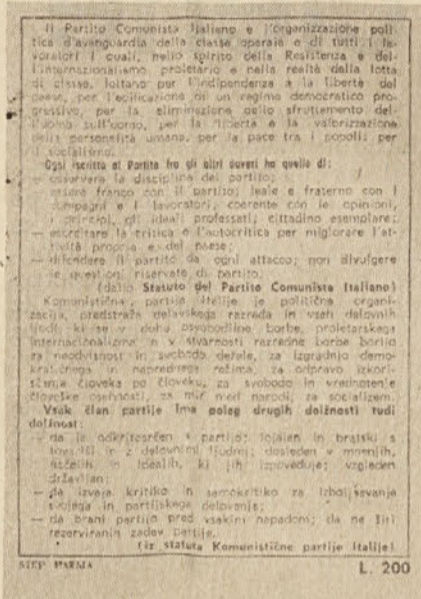 Il Partito Comunista Italiano è l'organizzazione poli-
tica d'avanguardia della classe operaia e di tutti i la-
voratori i quali, nello spirito della Resistenza e del-
l'internazionalismo proletario e nella realtà della lotta
di classe, lottano per l'indipendenza e la libertà del
paese, per l'edificazione di un regime democratico pro-
gressivo, per la eliminazione dello sfruttamento del-
l'uomo sull'uomo, per la libertà e la valorizzazione
della personalità umana, per la pace tra i popoli: per
il socialismo.
Ogni iscritto al Partito fra gli altri doveri ha quello di:
— osservare la disciplina del partito;
— essere franco con il partito; leale e fraterno con i
compagni e i lavoratori, coerente con le opinioni,
i principi, gli ideali professati; cittadino esemplare;
— esercitare la critica e l'autocritica per migliorare l'at-
tività propria e del paese;
— difendere il partito da ogni attacco; non divulgare
le questioni riservate di partito.
(dallo Statuto del Partito Comunista Italiano)
Komunistična partija Italije je politična organi-
zacija, predstraža delavskega razreda in vseh delovnih
ljudi, ki se v duhu osvobodilne borbe, proletarskega
internacionalizma in v stvarnosti razredne borbe borijo
za neodvisnost in svobodo dežele, za izgradnjo demo-
kratičnega in naprednega režima, za odpravo izkori-
ščanja človeka po človeku, za svobodo in vrednotenje
človeške osebnosti, za mir med narodi, za socializem.
Vsak član partije ima poleg drugih dolžnosti tudi
dolžnost:
— da je odkritosrčen s partijo; lojalen in bratski s
tovariši in z delovnimi ljudmi; dosleden v mnenjih,
načelih in idealih, ki jih izpoveduje; vzgleden
državljan;
— da izvaja kritiko in samokritiko za izboljševanje
svojega in partijskega delovanja;
— da brani partijo pred vsakim napadom; da ne širi
rezerviranih zadev partije.
(iz statuta Komunistične partije Italije)
STEP PARMA
L. 200